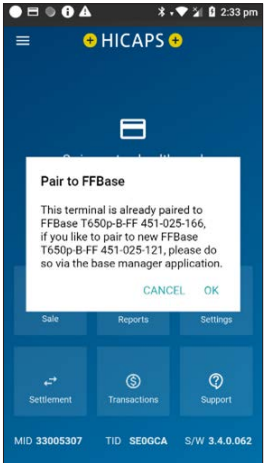 2:33 pm
HICAPS
Pair to FFBase
This terminal is already paired to
FFBase T650p-B-FF 451-025-166,
if you like to pair to new FFBase
T650p-B-FF 451-025-121, please do
so via the base manager application.
CANCEL OK
Sale Reports Settings
Settlement Transactions Support
MID 33005307 TID SE0GCA S/W 3.4.0.062